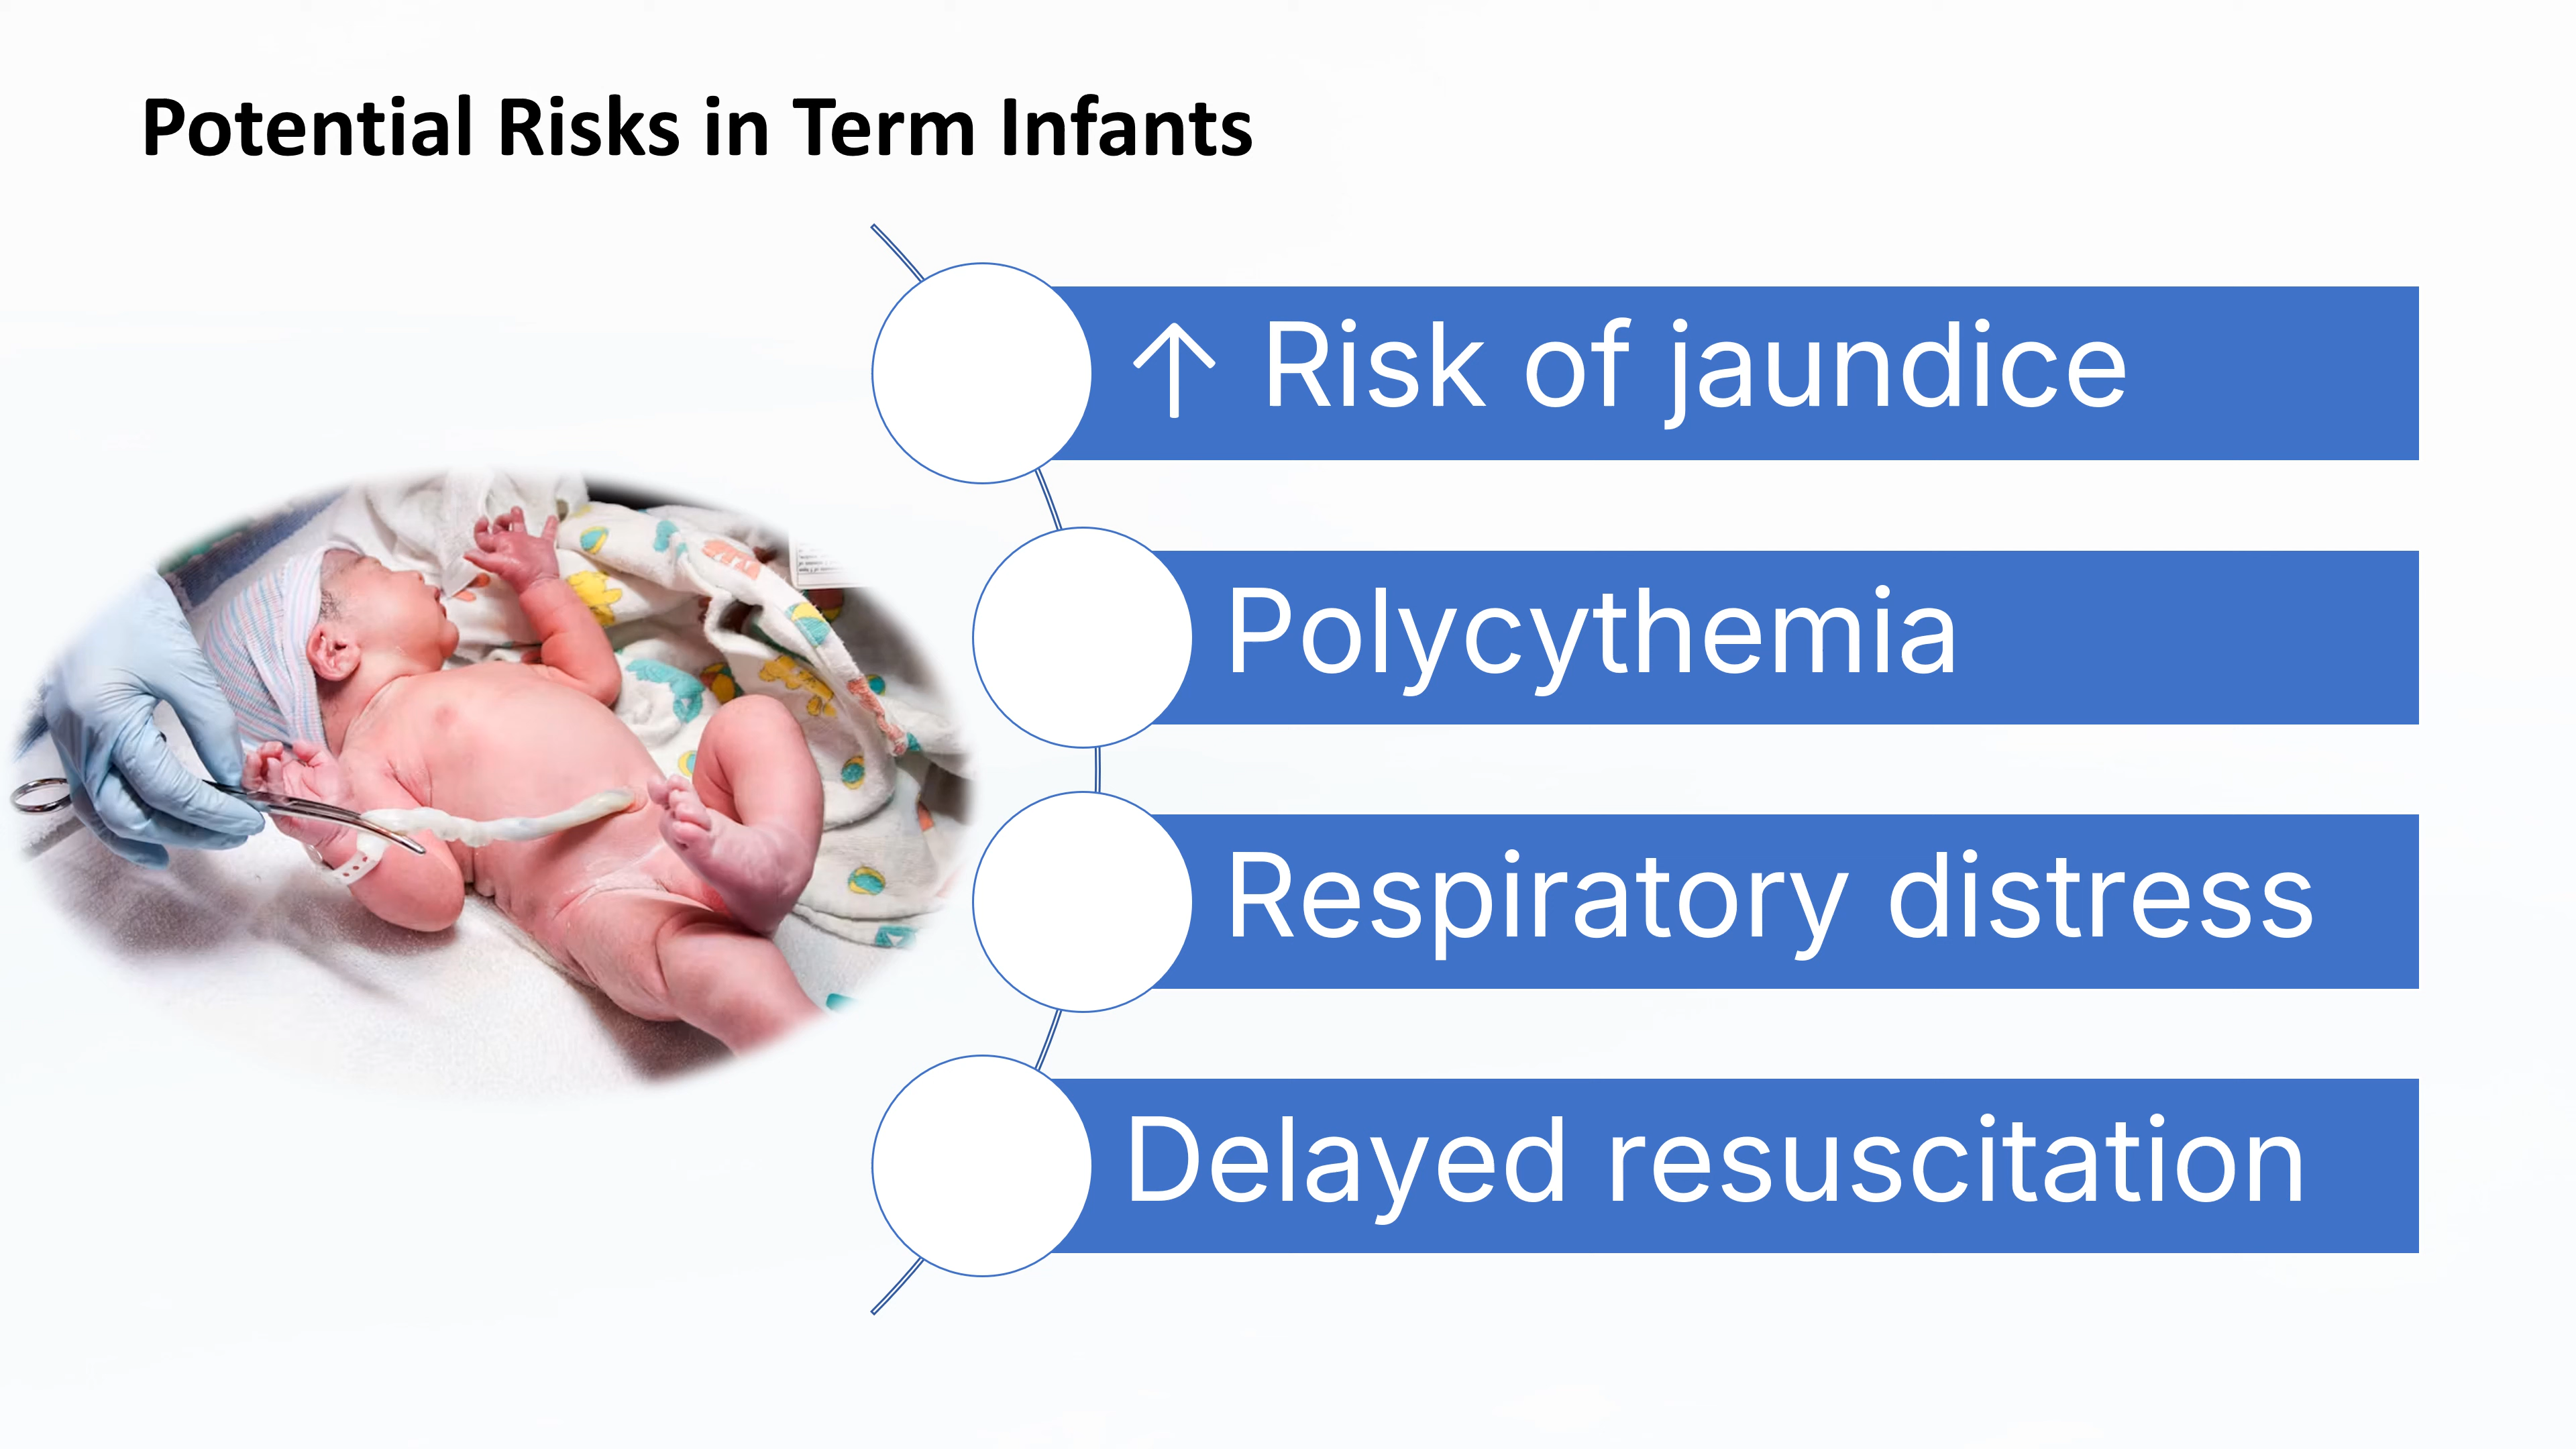 Potential Risks in Term Infants
↑ Risk of jaundice
Polycythemia
Respiratory distress
Delayed resuscitation